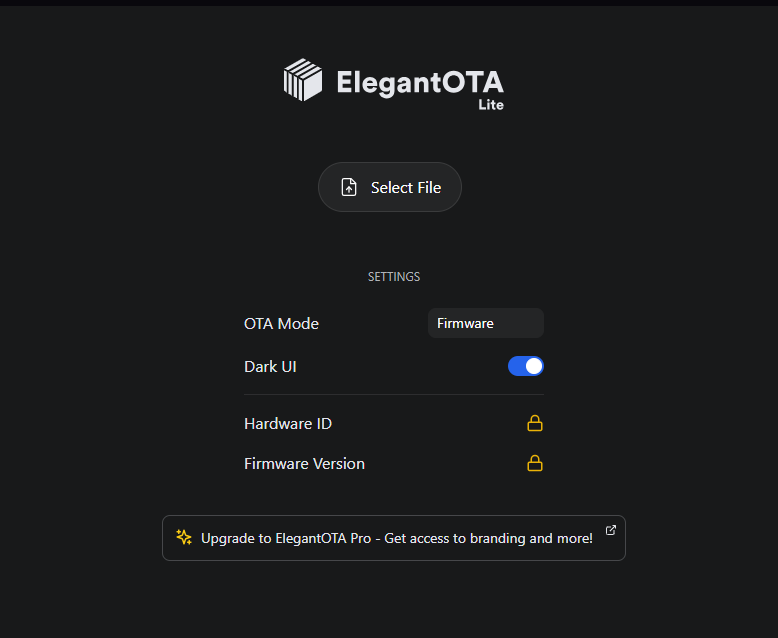 ElegantOTA
Lite
Select File
SETTINGS
OTA Mode
Firmware
Dark UI
Hardware ID
Firmware Version
Upgrade to ElegantOTA Pro - Get access to branding and more!